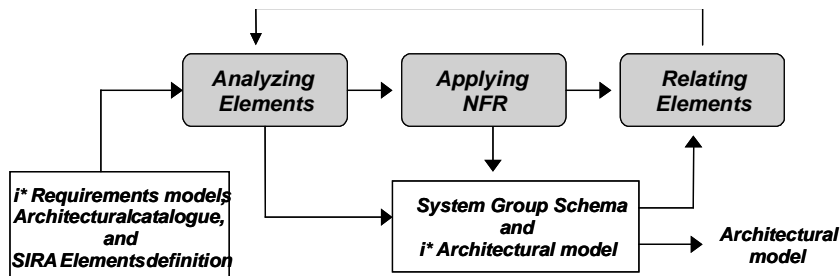 Analyzing
Elements
Applying
NFR
Relating
Elements
i* Requirements models,
Architecturalcatalogue,
and
SIRA Elementsdefinition
System Group Schema
and
i* Architectural model
Architectural
model